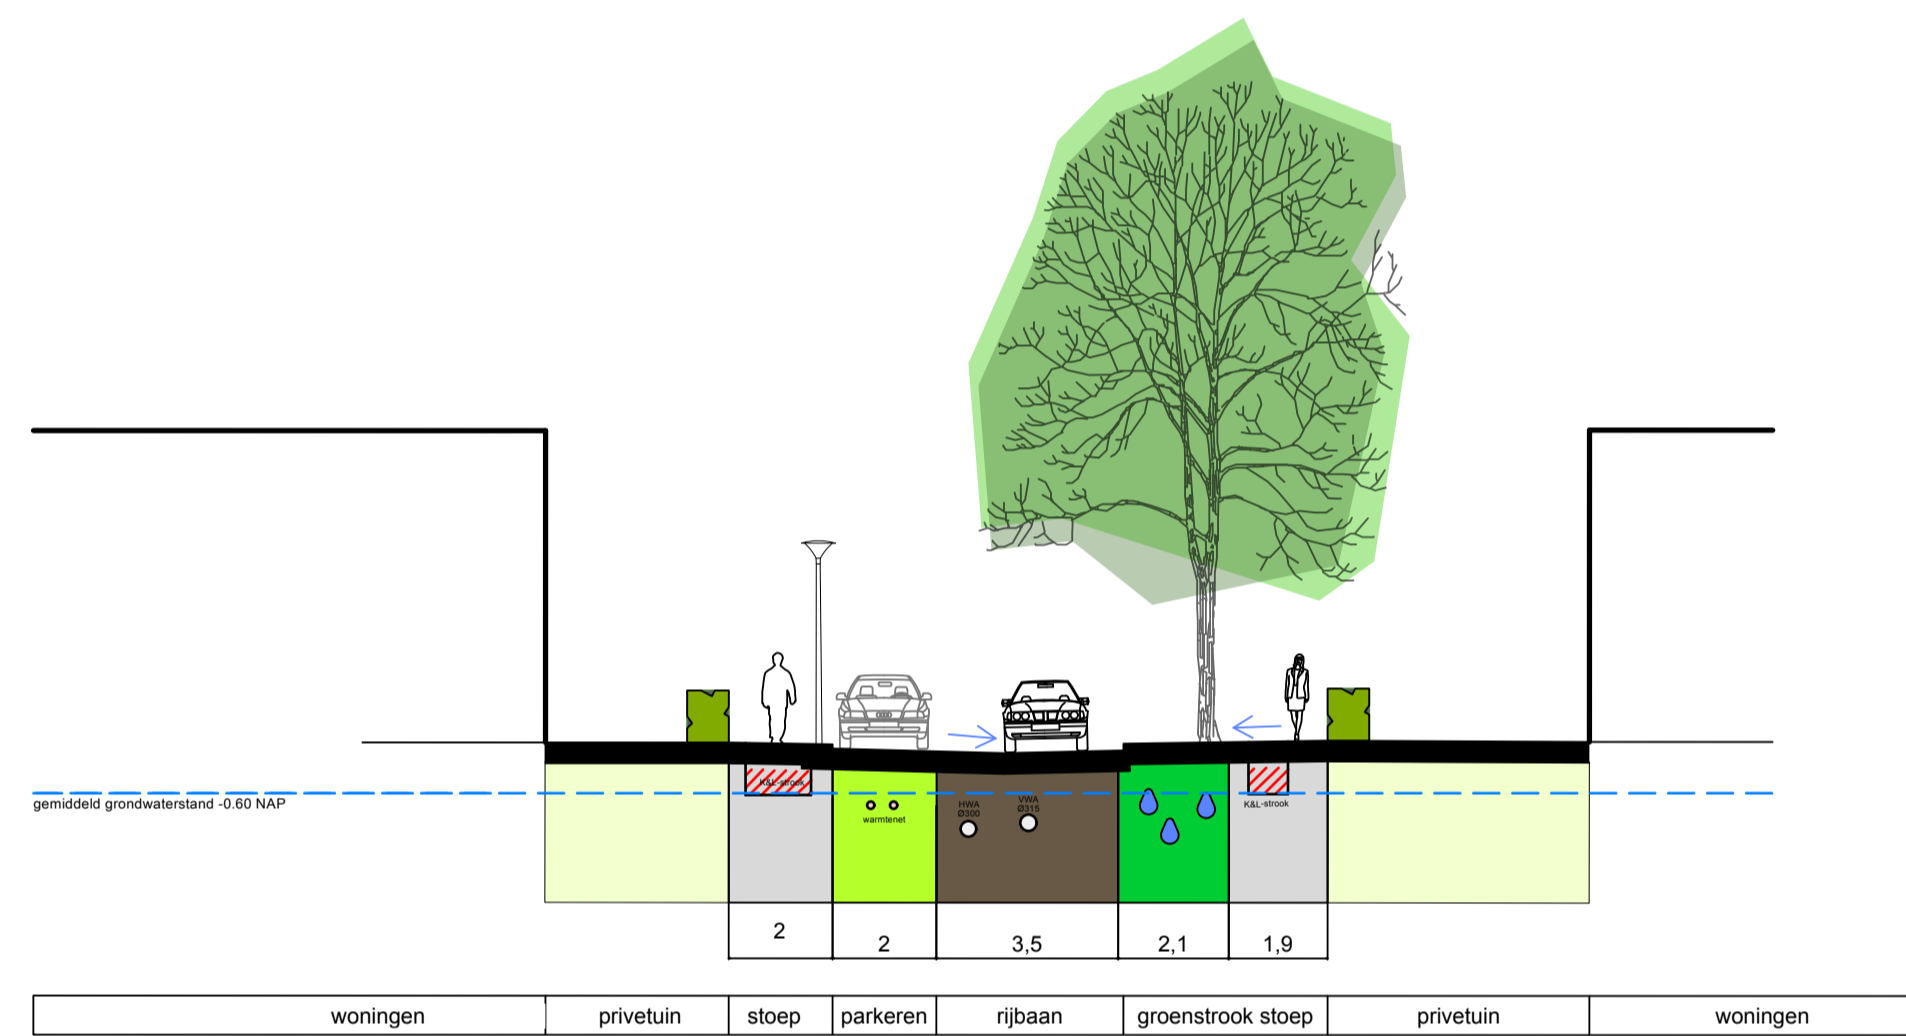 K&L-strook
gemiddeld grondwaterstand -0.60 NAP
warmtenet
HWA
Ø300
VWA
Ø315
K&L-strook
2
2
3,5
2,1
1,9
woningen
privetuin
stoep
parkeren
rijbaan
groenstrook stoep
privetuin
woningen